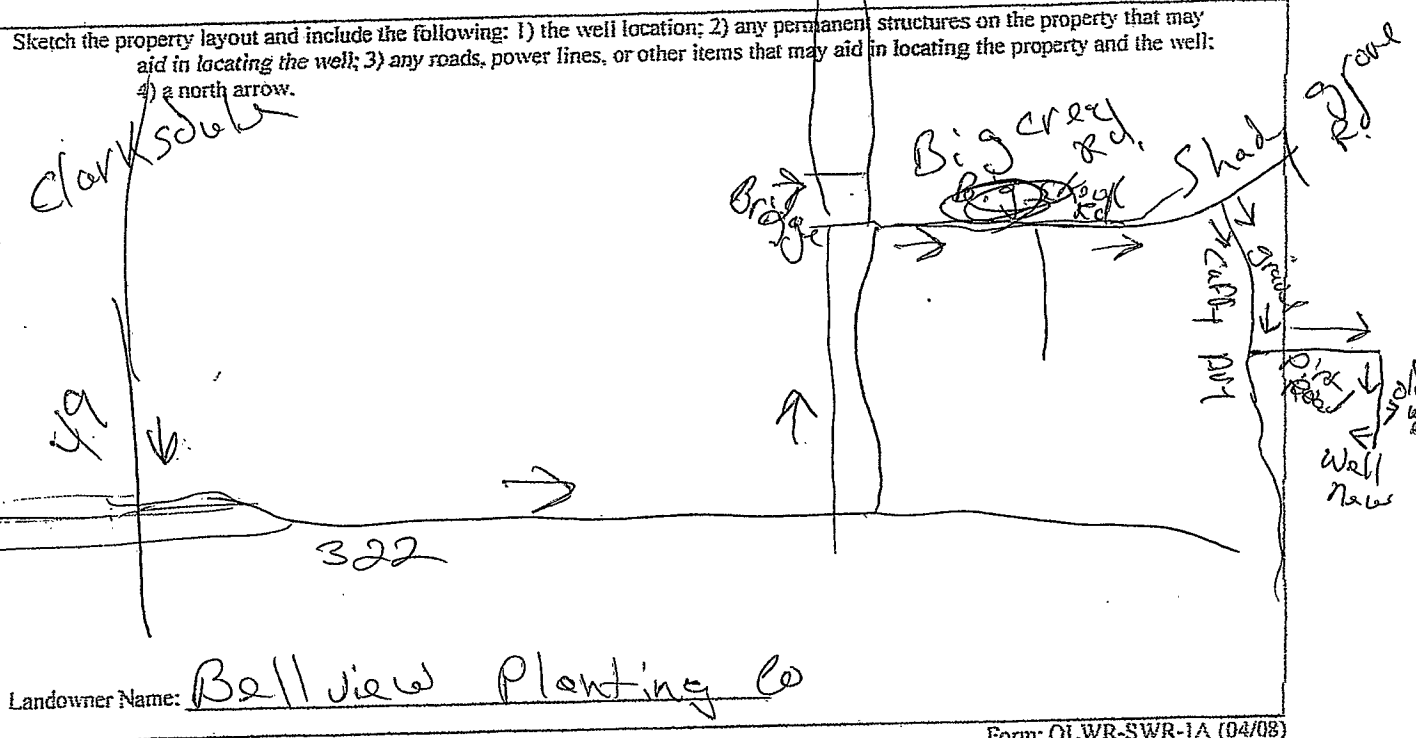 Sketch the property layout and include the following: 1) the well location; 2) any permanent structures on the property that may
aid in locating the well; 3) any roads, power lines, or other items that may aid in locating the property and the well;
4) a north arrow.
Clarksdale
Big Creek
Rd.
Shad
grove
R.
Bridge
gravel
49
Well
new
322
Landowner Name: Bellview Planting Co
Form: OLWR-SWR-1A (04/08)